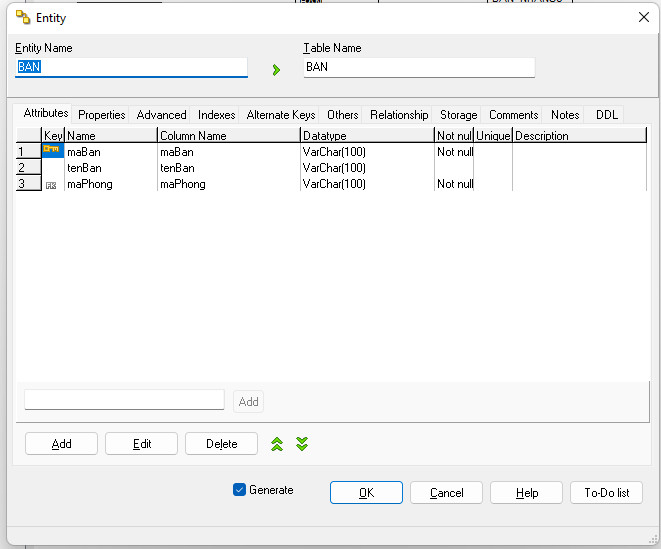 Entity
Entity Name
Table Name
BAN
BAN
Attributes Properties Advanced Indexes Alternate Keys Others Relationship Storage Comments Notes DDL
Key Name Column Name Datatype Not nul Unique Description
1 maBan maBan VarChar(100) Not null
2 tenBan tenBan VarChar(100)
3 FK maPhong maPhong VarChar(100) Not null
Add
Add Edit Delete
Generate OK Cancel Help To-Do list